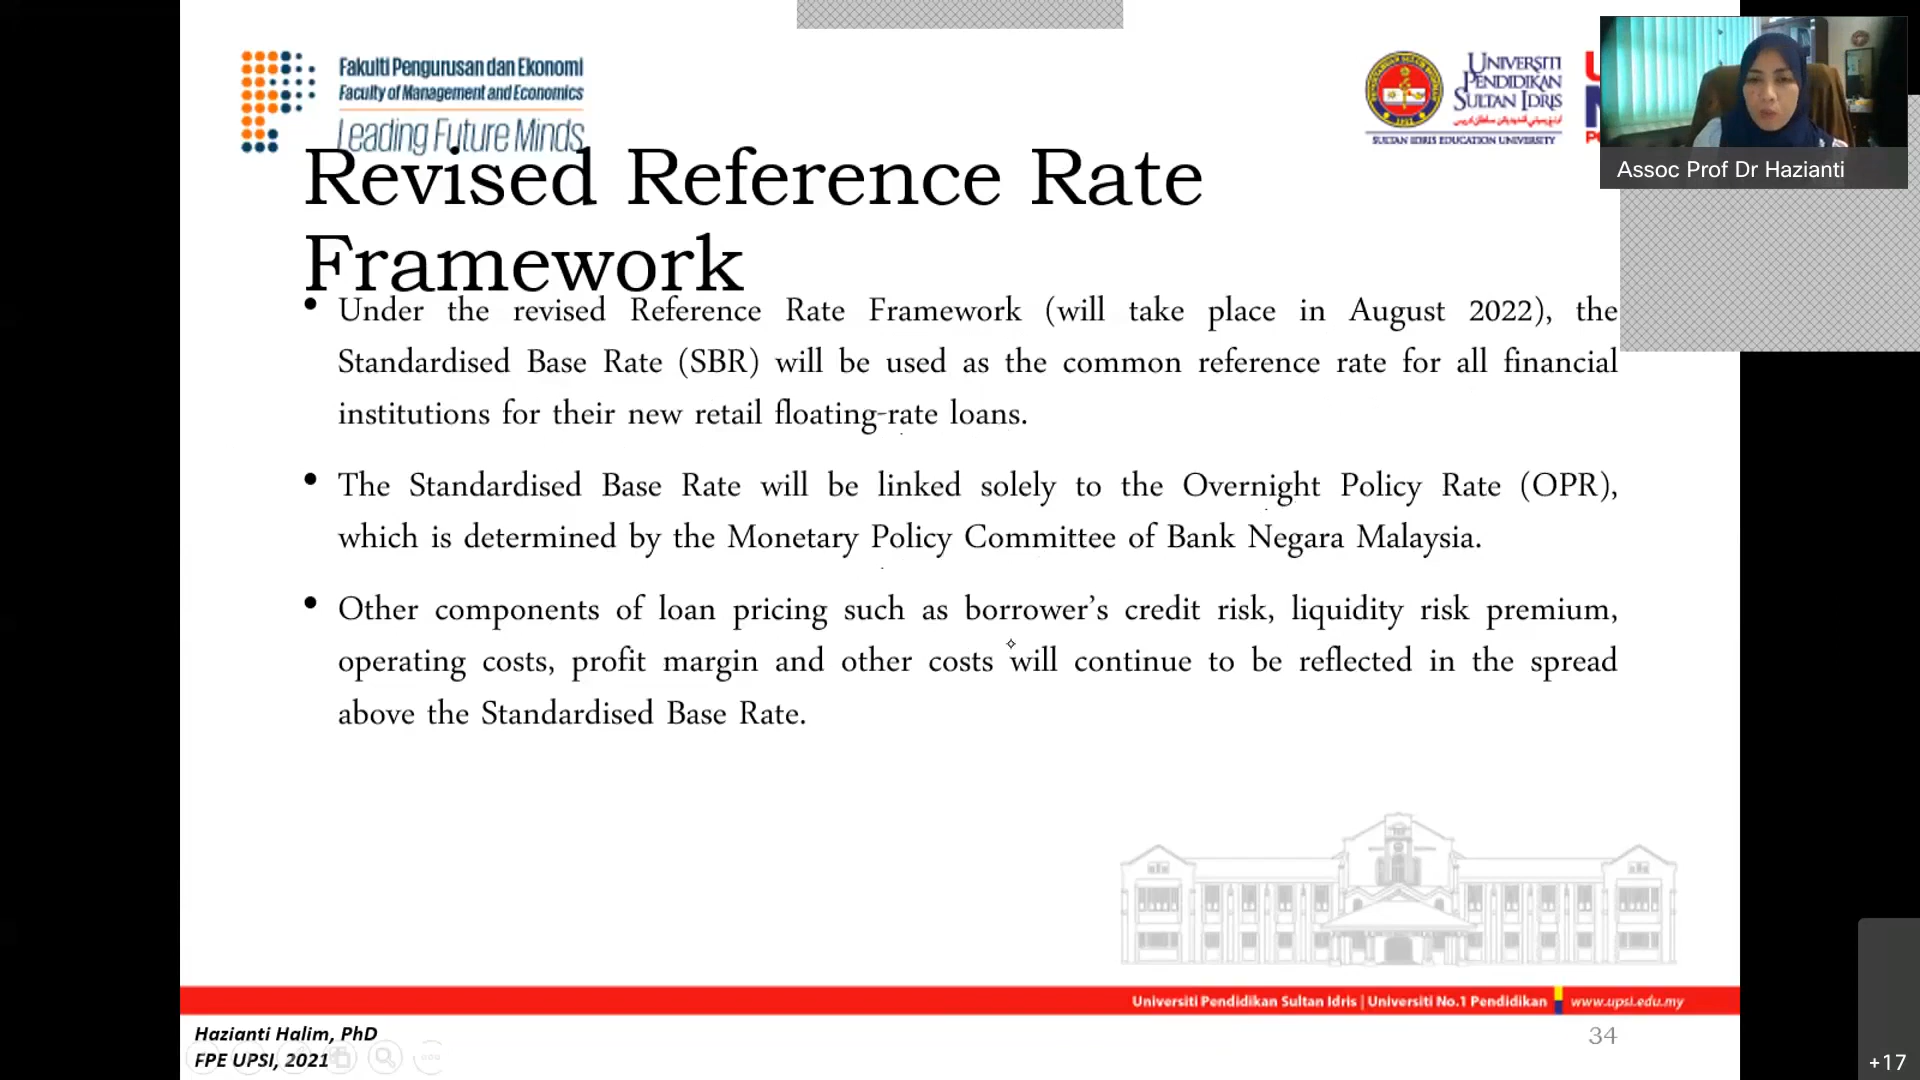 Fakulti Pengurusan dan Ekonomi
Faculty of Management and Economics
Leading Future Minds
UNIVERSITI
PENDIDIKAN
SULTAN IDRIS
اونيۏرسيتي ڤنديديقن سلطان ادريس
SULTAN IDRIS EDUCATION UNIVERSITY
Assoc Prof Dr Hazianti
Revised Reference Rate
Framework
• Under the revised Reference Rate Framework (will take place in August 2022), the
Standardised Base Rate (SBR) will be used as the common reference rate for all financial
institutions for their new retail floating-rate loans.
• The Standardised Base Rate will be linked solely to the Overnight Policy Rate (OPR),
which is determined by the Monetary Policy Committee of Bank Negara Malaysia.
• Other components of loan pricing such as borrower’s credit risk, liquidity risk premium,
operating costs, profit margin and other costs will continue to be reflected in the spread
above the Standardised Base Rate.
Universiti Pendidikan Sultan Idris | Universiti No.1 Pendidikan www.upsi.edu.my
Hazianti Halim, PhD
FPE UPSI, 2021
34
+17